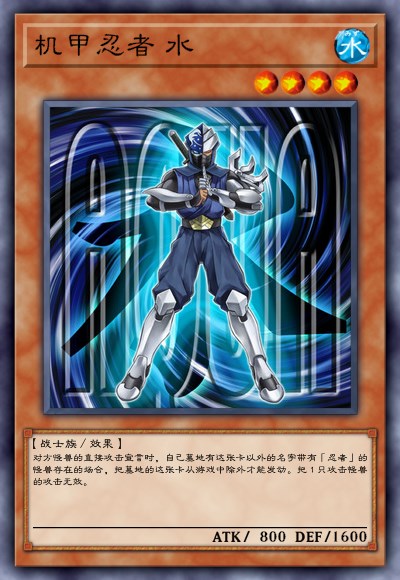 机甲忍者 水
水
AQUA
【战士族/效果】
对方怪兽的直接攻击宣言时，自己墓地有这张卡以外的名字带有「忍者」的
怪兽存在的场合，把墓地的这张卡从游戏中除外才能发动。把1只攻击怪兽
的攻击无效。
ATK/ 800 DEF/1600